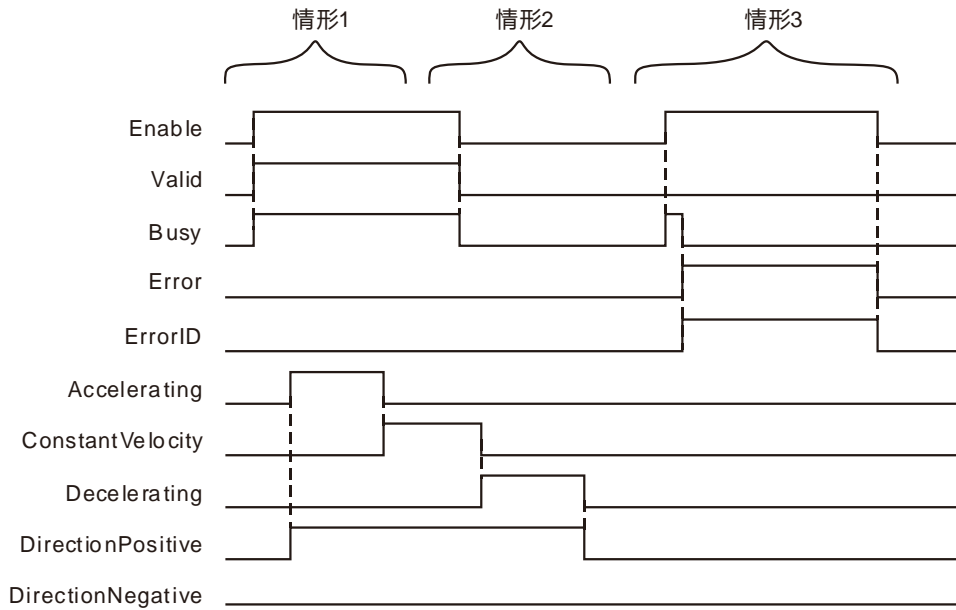 情形1 情形2 情形3
Enable
Valid
Busy
Error
ErrorID
Accelerating
ConstantVelocity
Decelerating
DirectionPositive
DirectionNegative